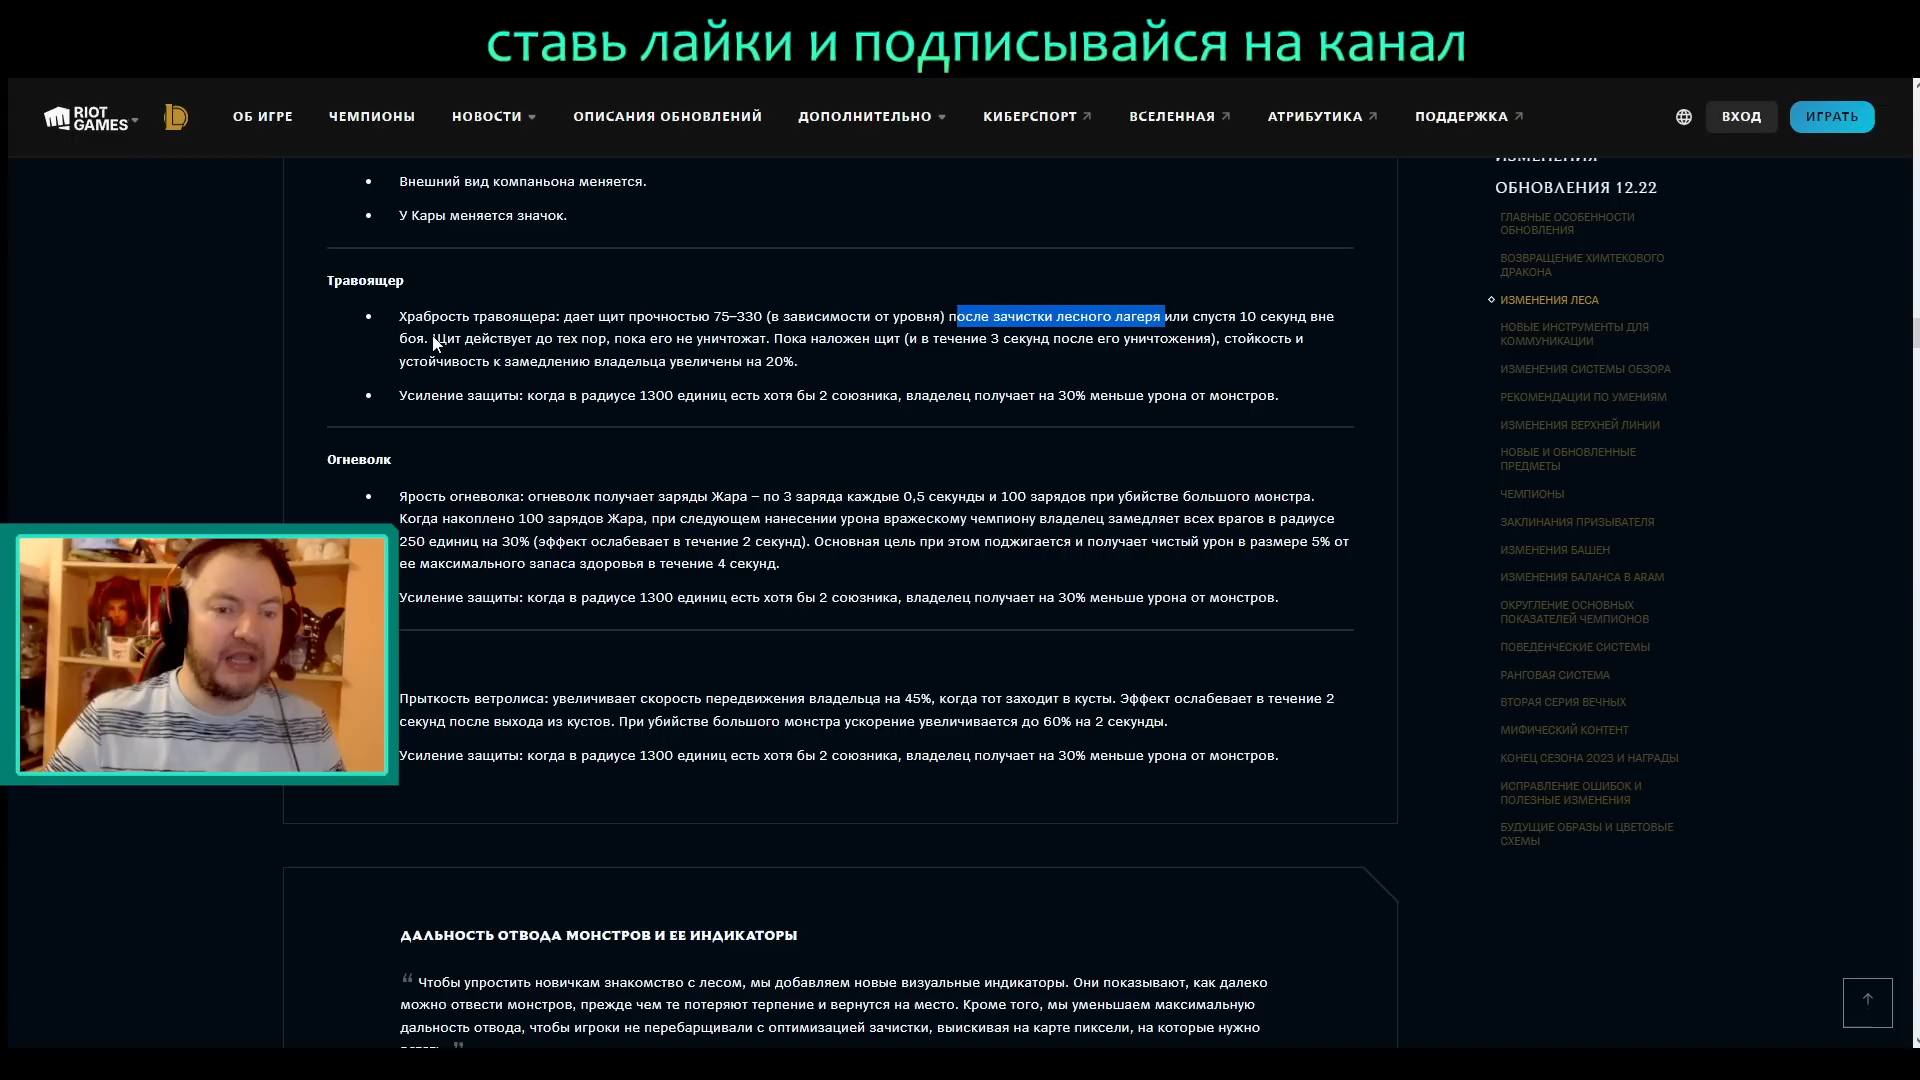 ставь лайки и подписывайся на канал
RIOT GAMES
ОБ ИГРЕ
ЧЕМПИОНЫ
НОВОСТИ
ОПИСАНИЯ ОБНОВЛЕНИЙ
ДОПОЛНИТЕЛЬНО
КИБЕРСПОРТ
ВСЕЛЕННАЯ
АТРИБУТИКА
ПОДДЕРЖКА
ВХОД
ИГРАТЬ
• Внешний вид компаньона меняется.
• У Кары меняется значок.
Травоящер
• Храбрость травоящера: дает щит прочностью 75–330 (в зависимости от уровня) после зачистки лесного лагеря или спустя 10 секунд вне
боя. Щит действует до тех пор, пока его не уничтожат. Пока наложен щит (и в течение 3 секунд после его уничтожения), стойкость и
устойчивость к замедлению владельца увеличены на 20%.
• Усиление защиты: когда в радиусе 1300 единиц есть хотя бы 2 союзника, владелец получает на 30% меньше урона от монстров.
Огневолк
• Ярость огневолка: огневолк получает заряды Жара – по 3 заряда каждые 0,5 секунды и 100 зарядов при убийстве большого монстра.
Когда накоплено 100 зарядов Жара, при следующем нанесении урона вражескому чемпиону владелец замедляет всех врагов в радиусе
250 единиц на 30% (эффект ослабевает в течение 2 секунд). Основная цель при этом поджигается и получает чистый урон в размере 5% от
ее максимального запаса здоровья в течение 4 секунд.
Усиление защиты: когда в радиусе 1300 единиц есть хотя бы 2 союзника, владелец получает на 30% меньше урона от монстров.
Прыткость ветролиса: увеличивает скорость передвижения владельца на 45%, когда тот заходит в кусты. Эффект ослабевает в течение 2
секунд после выхода из кустов. При убийстве большого монстра ускорение увеличивается до 60% на 2 секунды.
Усиление защиты: когда в радиусе 1300 единиц есть хотя бы 2 союзника, владелец получает на 30% меньше урона от монстров.
ДАЛЬНОСТЬ ОТВОДА МОНСТРОВ И ЕЕ ИНДИКАТОРЫ
“ Чтобы упростить новичкам знакомство с лесом, мы добавляем новые визуальные индикаторы. Они показывают, как далеко
можно отвести монстров, прежде чем те потеряют терпение и вернутся на место. Кроме того, мы уменьшаем максимальную
дальность отвода, чтобы игроки не перебарщивали с оптимизацией зачистки, выискивая на карте пиксели, на которые нужно
ИЗМЕНЕНИЯ
ОБНОВЛЕНИЯ 12.22
ГЛАВНЫЕ ОСОБЕННОСТИ
ОБНОВЛЕНИЯ
ВОЗВРАЩЕНИЕ ХИМТЕКОВОГО
ДРАКОНА
ИЗМЕНЕНИЯ ЛЕСА
НОВЫЕ ИНСТРУМЕНТЫ ДЛЯ
КОММУНИКАЦИИ
ИЗМЕНЕНИЯ СИСТЕМЫ ОБЗОРА
РЕКОМЕНДАЦИИ ПО УМЕНИЯМ
ИЗМЕНЕНИЯ ВЕРХНЕЙ ЛИНИИ
НОВЫЕ И ОБНОВЛЕННЫЕ
ПРЕДМЕТЫ
ЧЕМПИОНЫ
ЗАКЛИНАНИЯ ПРИЗЫВАТЕЛЯ
ИЗМЕНЕНИЯ БАШЕН
ИЗМЕНЕНИЯ БАЛАНСА В ARAM
ОКРУГЛЕНИЕ ОСНОВНЫХ
ПОКАЗАТЕЛЕЙ ЧЕМПИОНОВ
ПОВЕДЕНЧЕСКИЕ СИСТЕМЫ
РАНГОВАЯ СИСТЕМА
ВТОРАЯ СЕРИЯ ВЕЧНЫХ
МИФИЧЕСКИЙ КОНТЕНТ
КОНЕЦ СЕЗОНА 2023 И НАГРАДЫ
ИСПРАВЛЕНИЕ ОШИБОК И
ПОЛЕЗНЫЕ ИЗМЕНЕНИЯ
БУДУЩИЕ ОБРАЗЫ И ЦВЕТОВЫЕ
СХЕМЫ